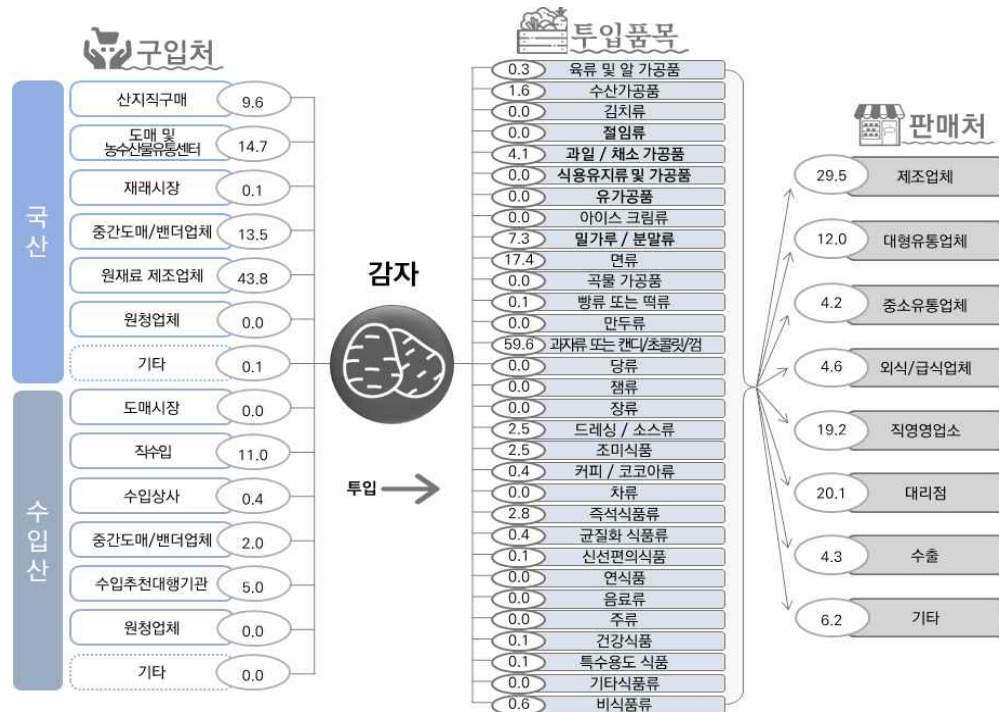 구입처
국산
산지직구매 9.6
도매 및
농수산물유통센터 14.7
재래시장 0.1
중간도매/밴더업체 13.5
원재료 제조업체 43.8
원청업체 0.0
기타 0.1
수입산
도매시장 0.0
직수입 11.0
수입상사 0.4
중간도매/밴더업체 2.0
수입추천대행기관 5.0
원청업체 0.0
기타 0.0
감자
투입
투입품목
0.3 육류 및 알 가공품
1.6 수산가공품
0.0 김치류
0.0 절임류
4.1 과일 / 채소 가공품
0.0 식용유지류 및 가공품
0.0 유가공품
0.0 아이스 크림류
7.3 밀가루 / 분말류
17.4 면류
0.0 곡물 가공품
0.1 빵류 또는 떡류
0.0 만두류
59.6 과자류 또는 캔디/초콜릿/껌
0.0 당류
0.0 잼류
0.0 장류
2.5 드레싱 / 소스류
2.5 조미식품
0.4 커피 / 코코아류
0.0 차류
2.8 즉석식품류
0.4 균질화 식품류
0.1 신선편의식품
0.0 연식품
0.0 음료류
0.0 주류
0.1 건강식품
0.1 특수용도 식품
0.0 기타식품류
0.6 비식품류
판매처
29.5 제조업체
12.0 대형유통업체
4.2 중소유통업체
4.6 외식/급식업체
19.2 직영영업소
20.1 대리점
4.3 수출
6.2 기타